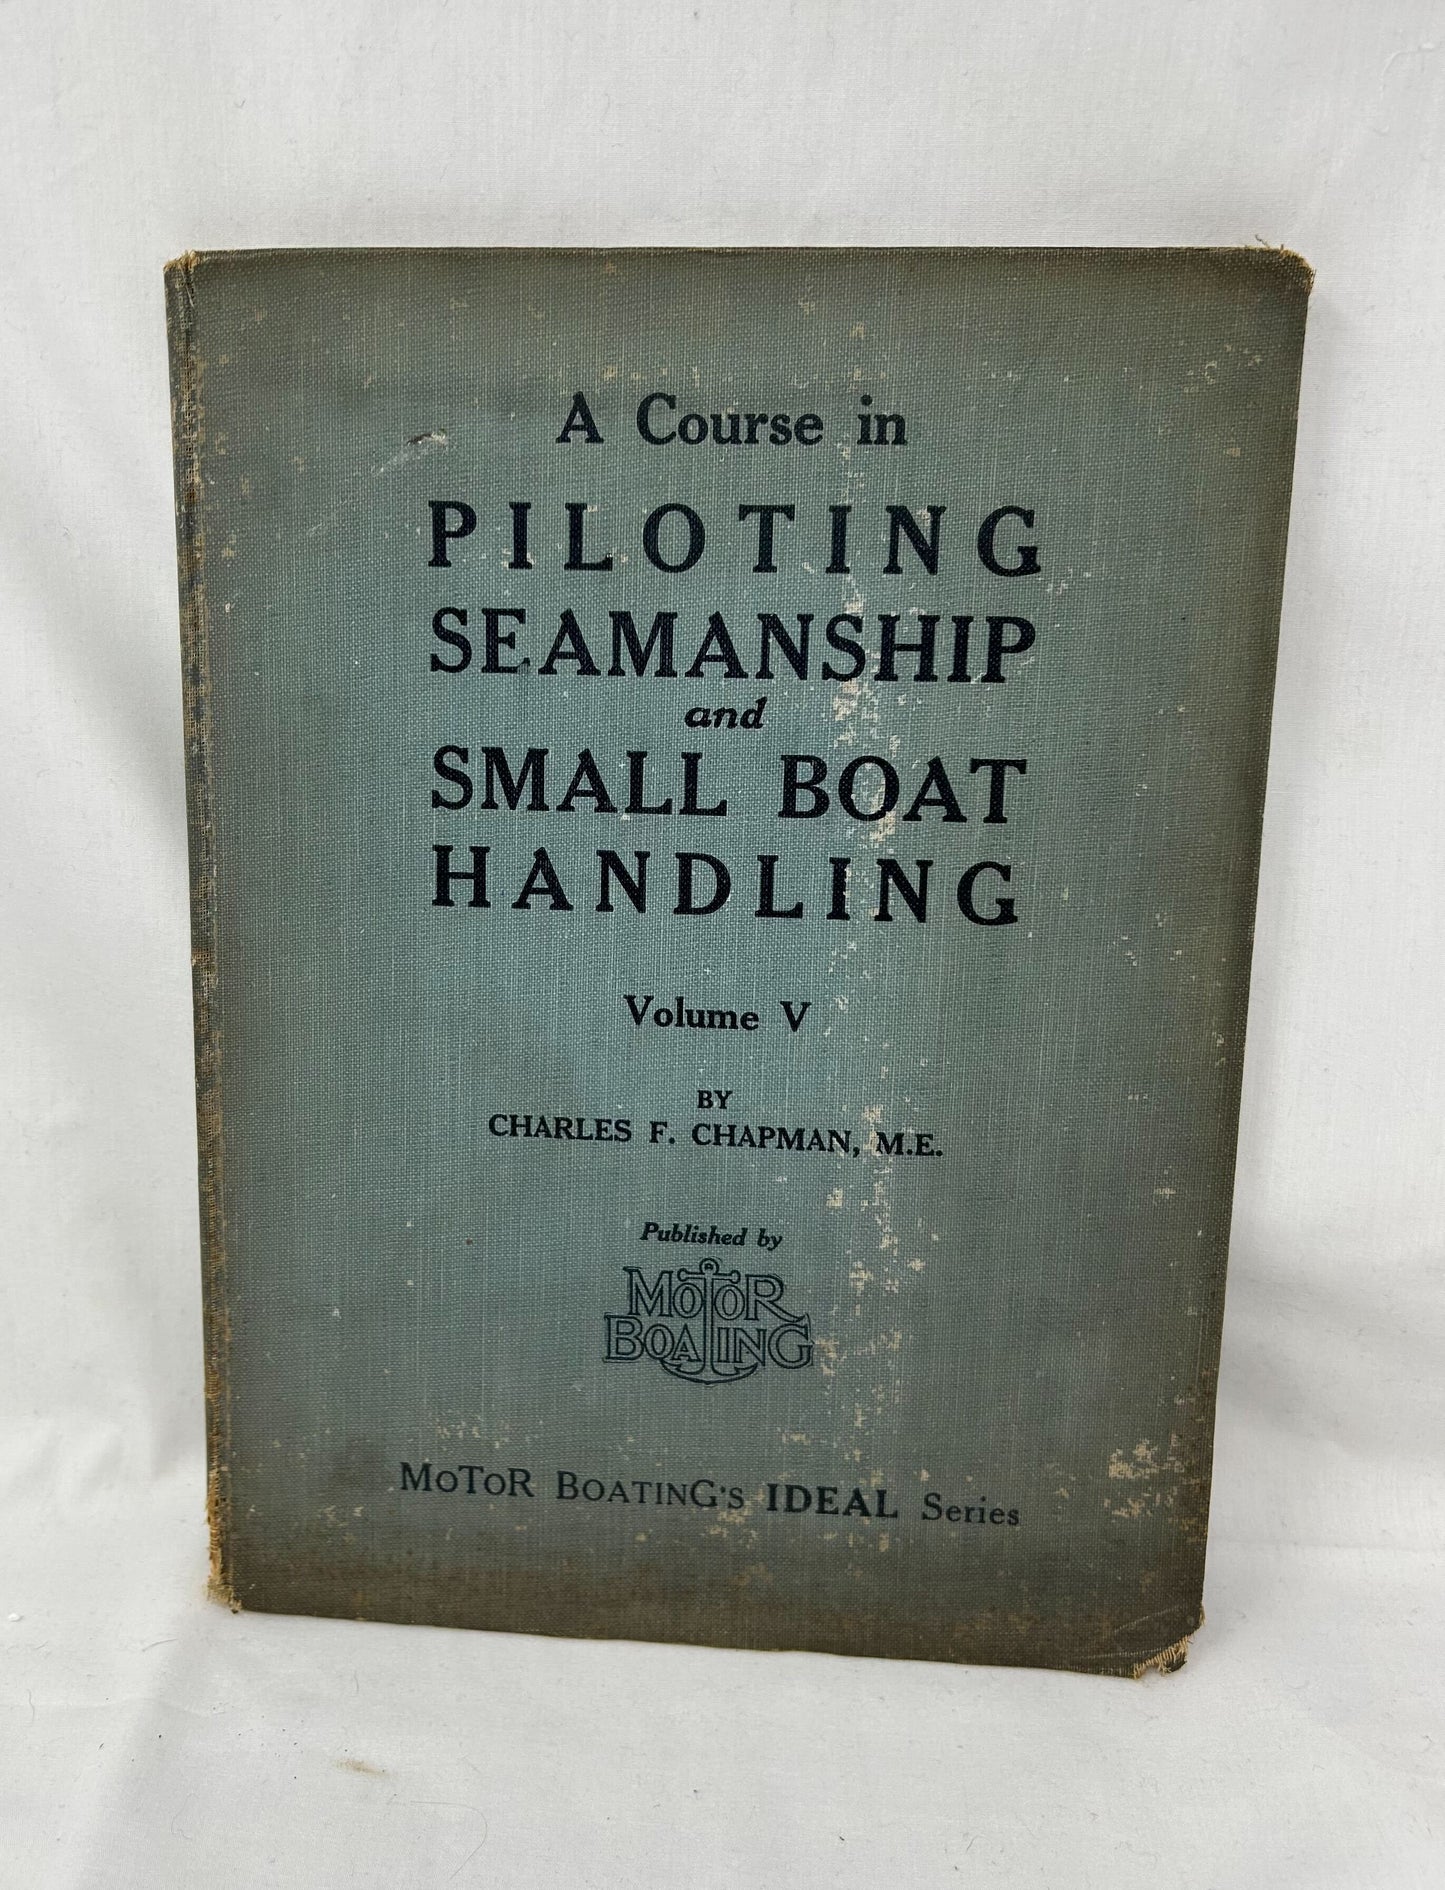 A Course in
PILOTING
SEAMANSHIP
and
SMALL BOAT
HANDLING
Volume V
BY
CHARLES F. CHAPMAN, M.E.
Published by
MoToR
BOATING
MoToR BOATING'S IDEAL Series